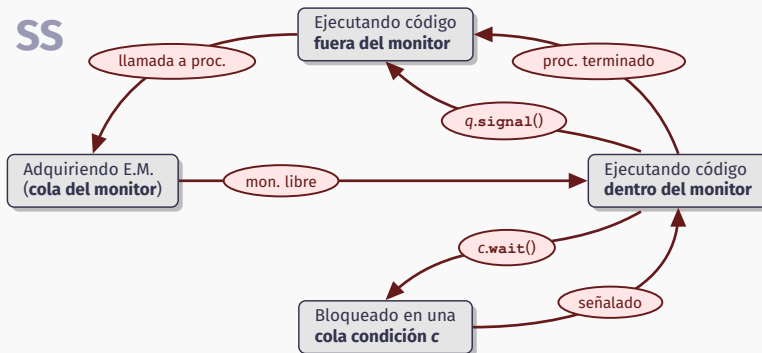 SS
Ejecutando código
fuera del monitor
llamada a proc.
proc. terminado
q.signal()
Adquiriendo E.M.
(cola del monitor)
mon. libre
Ejecutando código
dentro del monitor
c.wait()
señalado
Bloqueado en una
cola condición c